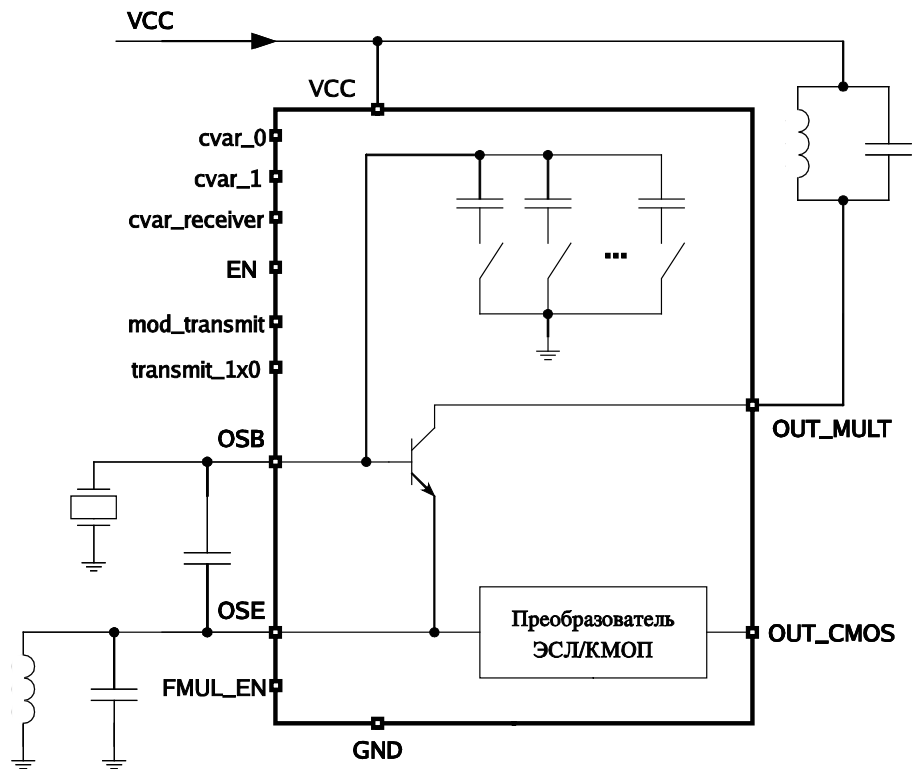 VCC
VCC
cvar_0
cvar_1
cvar_receiver
EN
mod_transmit
transmit_1x0
OUT_MULT
OSB
OSE
Преобразователь
ЭСЛ/КМОП
OUT_CMOS
FMUL_EN
GND